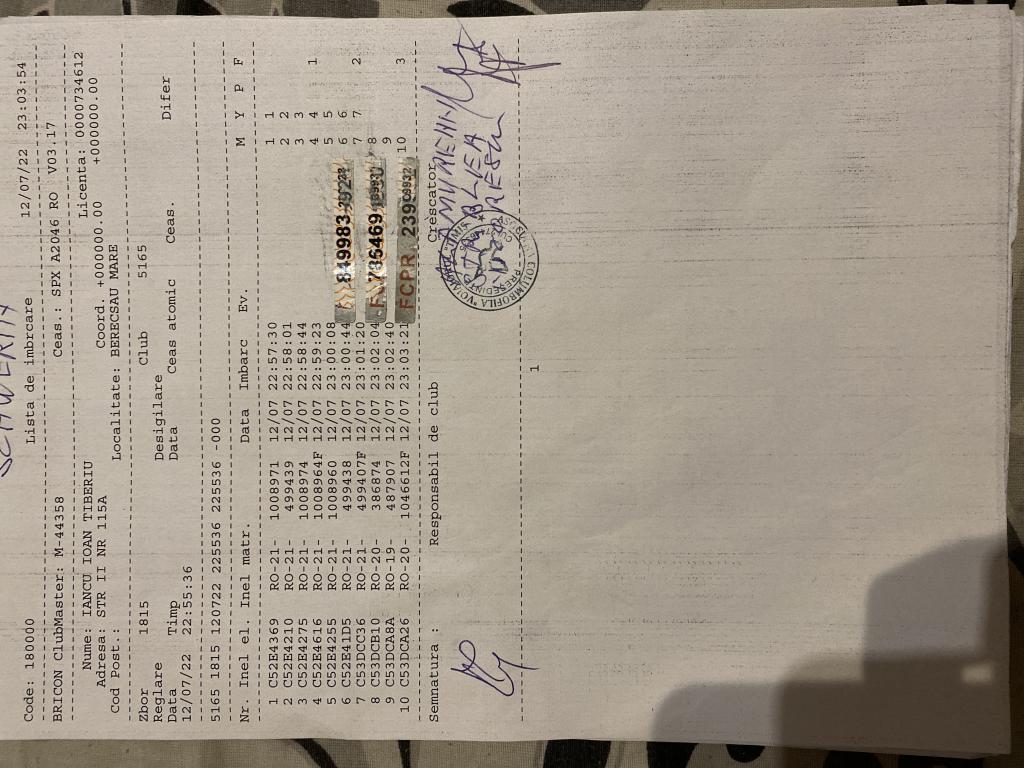 Code: 180000 Lista de imbrcare 12/07/22 23:03:54
BRICON ClubMaster: M-44358 Ceas.: SPX A2046 RO V03.17
Nume: IANCU IOAN TIBERIU Licenta: 0000734612
Adresa: STR II NR 115A Coord. +000000.00 +000000.00
Cod Post.: Localitate: BERECSAU MARE
Zbor 1815 Club 5165
Reglare Desigilare
Data Timp Data Ceas atomic Ceas. Difer
12/07/22 22:55:36
5165 1815 120722 225536 225536 -000
Nr. Inel el. Inel matr. Data Imbarc Ev. M Y P F
1 C52E4369 RO-21- 1008971 12/07 22:57:30 1 1
2 C52E4210 RO-21- 499439 12/07 22:58:01 2 2
3 C52E4275 RO-21- 1008974 12/07 22:58:44 3 3
4 C52E4616 RO-21- 1008964F 12/07 22:59:23 4 4 1
5 C52E4255 RO-21- 1008960 12/07 23:00:08 5 5
6 C52E41D5 RO-21- 499438 12/07 23:00:44 6 6
7 C53DCC36 RO-21- 499407F 12/07 23:01:20 7 7 2
8 C53DCB10 RO-20- 386874 12/07 23:02:04 8
9 C53DCA8A RO-19- 487907 12/07 23:02:40 9
10 C53DCA26 RO-20- 1046612F 12/07 23:03:21 10 3
849983
FCPR 239
Semnatura : Responsabil de club Crescator
COLUMBROFILA
PRESEDINTE
1